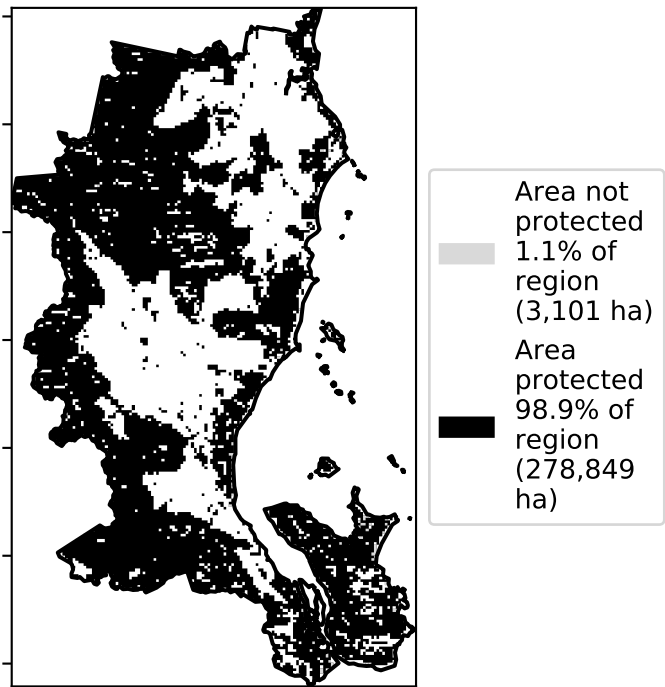 Area not
protected
1.1% of
region
(3,101 ha)
Area
protected
98.9% of
region
(278,849
ha)